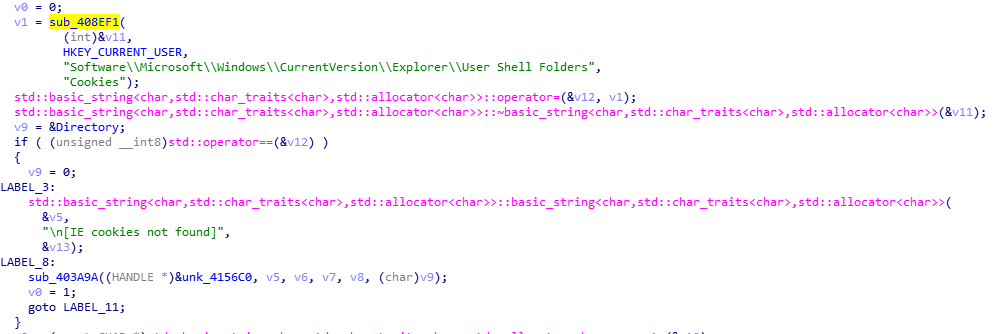 v0 = 0;
v1 = sub_408EF1(
(int)&v11,
HKEY_CURRENT_USER,
"Software\\Microsoft\\Windows\\CurrentVersion\\Explorer\\User Shell Folders",
"Cookies");
std::basic_string<char,std::char_traits<char>,std::allocator<char>>::operator=(&v12, v1);
std::basic_string<char,std::char_traits<char>,std::allocator<char>>::~basic_string<char,std::char_traits<char>,std::allocator<char>>(&v11);
v9 = &Directory;
if ( (unsigned __int8)std::operator==(&v12) )
{
v9 = 0;
LABEL_3:
std::basic_string<char,std::char_traits<char>,std::allocator<char>>::basic_string<char,std::char_traits<char>,std::allocator<char>>(
&v5,
"\n[IE cookies not found]",
&v13);
LABEL_8:
sub_403A9A((HANDLE *)&unk_4156C0, v5, v6, v7, v8, (char)v9);
v0 = 1;
goto LABEL_11;
}